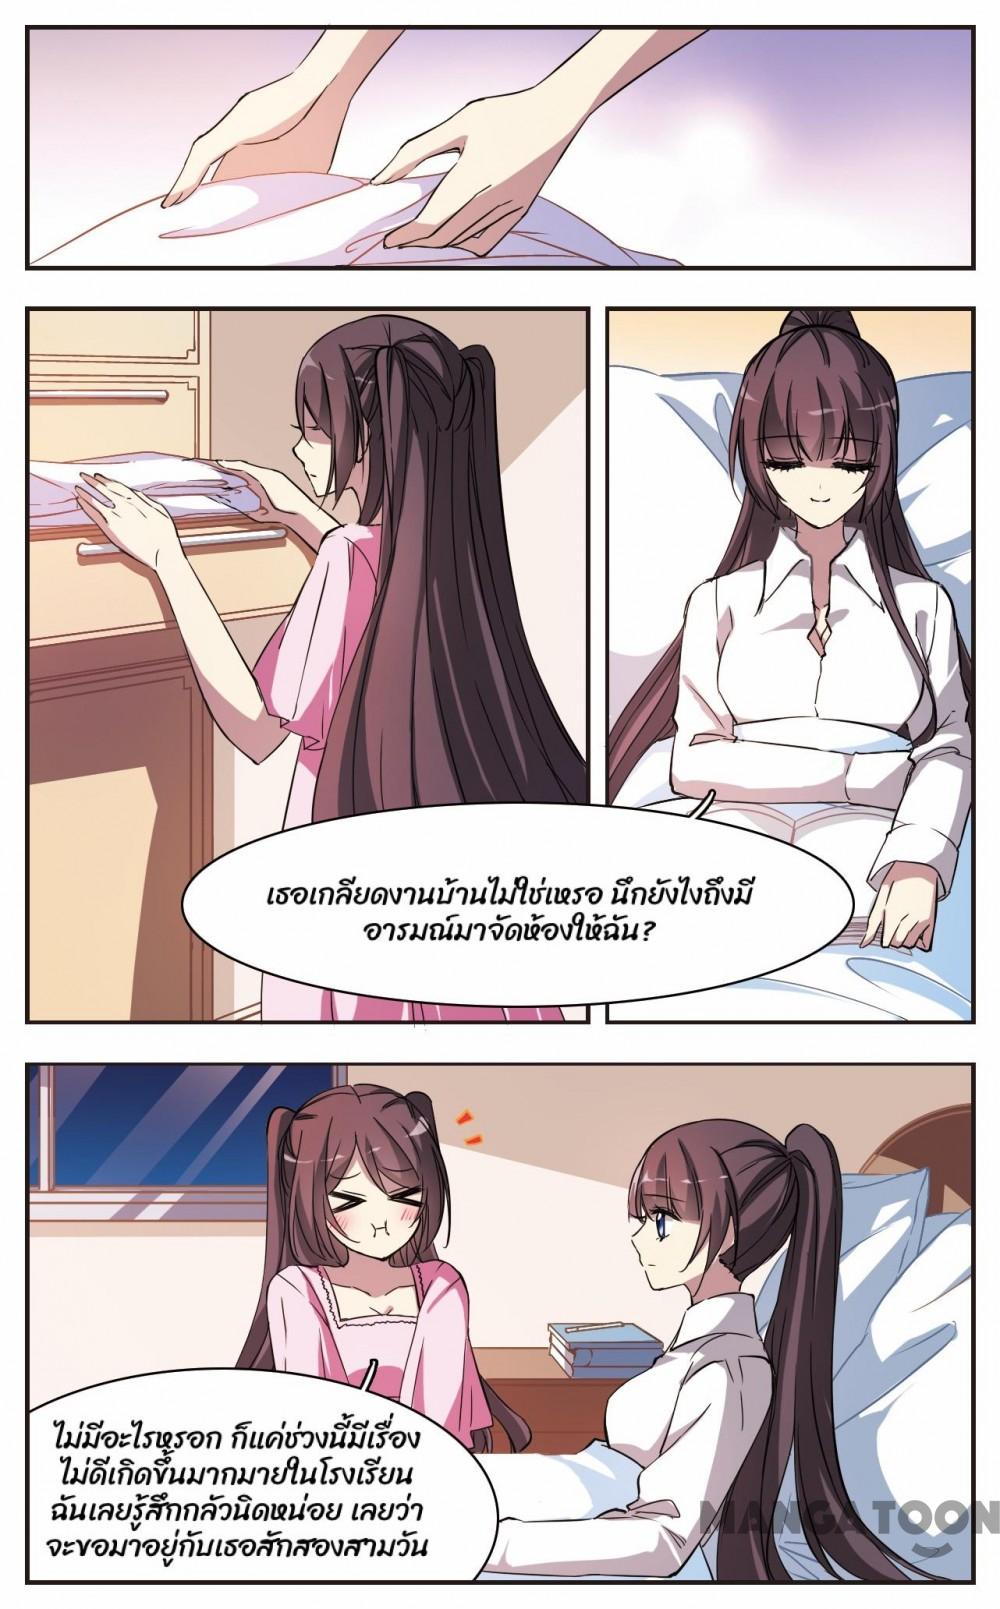 เธอเกลียดงานบ้านไม่ใช่เหรอ นึกยังไงถึงมี
อารมณ์มาจัดห้องให้ฉัน?
ไม่มีอะไรหรอก ก็แค่ช่วงนี้มีเรื่อง
ไม่ดีเกิดขึ้นมากมายในโรงเรียน
ฉันเลยรู้สึกกลัวนิดหน่อย เลยว่า
จะขอมาอยู่กับเธอสักสองสามวัน
MANGATOON